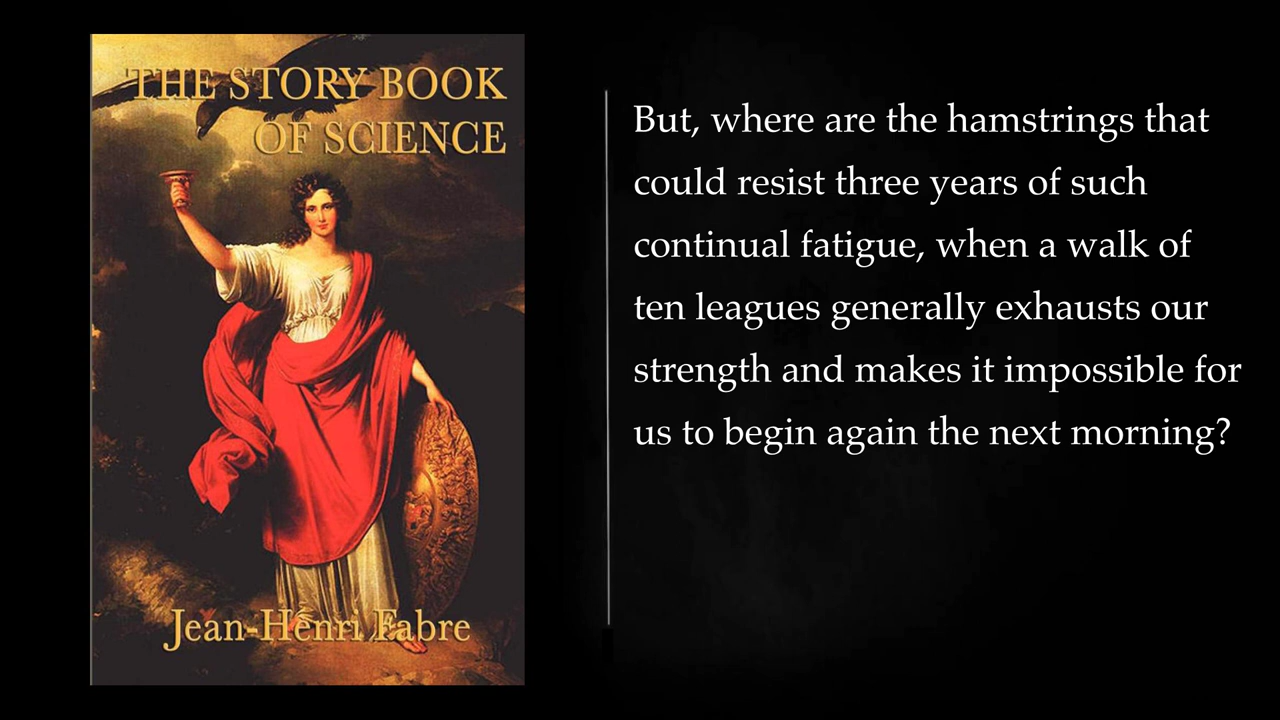 THE STORY BOOK
OF SCIENCE
Jean-Henri Fabre
But, where are the hamstrings that
could resist three years of such
continual fatigue, when a walk of
ten leagues generally exhausts our
strength and makes it impossible for
us to begin again the next morning?